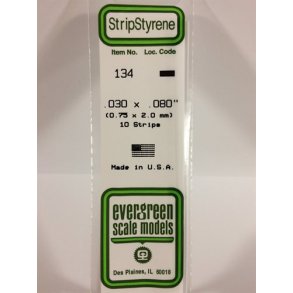 StripStyrene
Item No. Loc. Code
134
.030 x .080"
(0.75 x 2.0 mm)
10 Strips
Made in U.S.A.
evergreen
scale models
Des Plaines, IL 60018